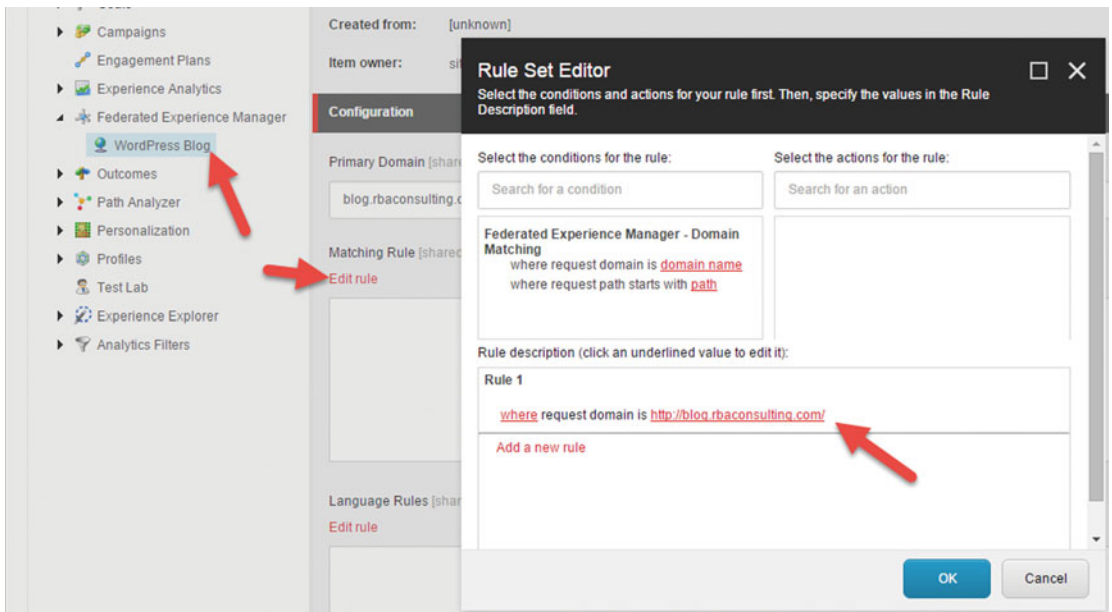 Campaigns
Engagement Plans
Experience Analytics
Federated Experience Manager
WordPress Blog
Outcomes
Path Analyzer
Personalization
Profiles
Test Lab
Experience Explorer
Analytics Filters
Created from: [unknown]
Item owner:
Configuration
Primary Domain
blog.rbaconsulting.
Matching Rule [shared
Edit rule
Language Rules
Edit rule
Rule Set Editor
Select the conditions and actions for your rule first. Then, specify the values in the Rule
Description field.
Select the conditions for the rule:
Search for a condition
Select the actions for the rule:
Search for an action
Federated Experience Manager - Domain
Matching
where request domain is domain name
where request path starts with path
Rule description (click an underlined value to edit it):
Rule 1
where request domain is http://blog.rbaconsulting.com/
Add a new rule
OK
Cancel